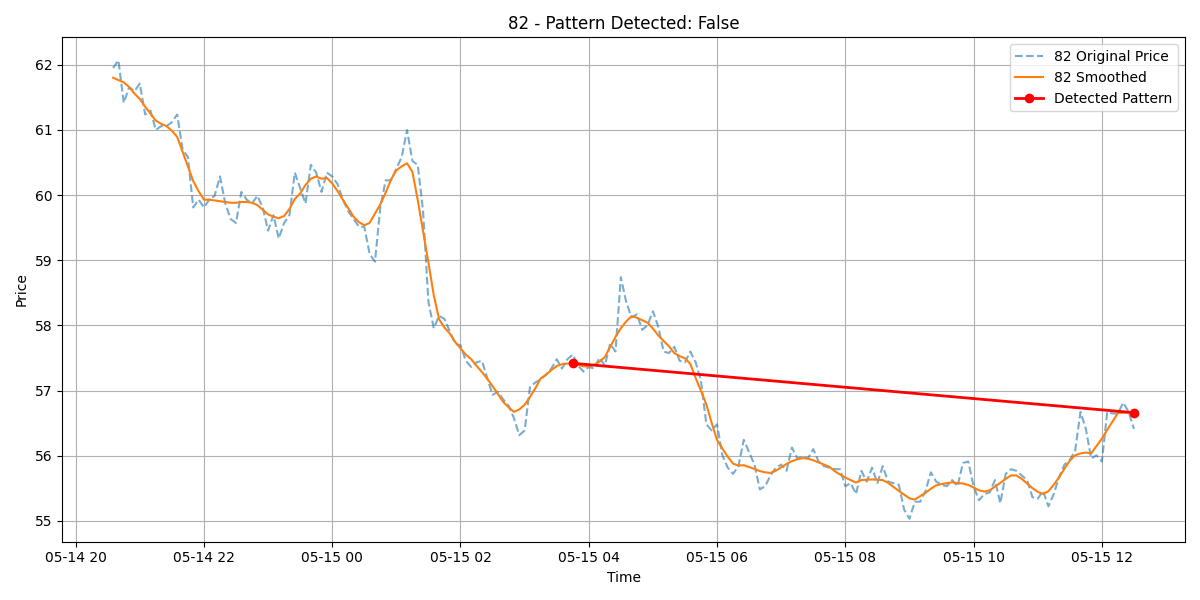 82 - Pattern Detected: False
82 Original Price
82 Smoothed
Detected Pattern
Price
62
61
60
59
58
57
56
55
05-14 20
05-14 22
05-15 00
05-15 02
05-15 04
05-15 06
05-15 08
05-15 10
05-15 12
Time